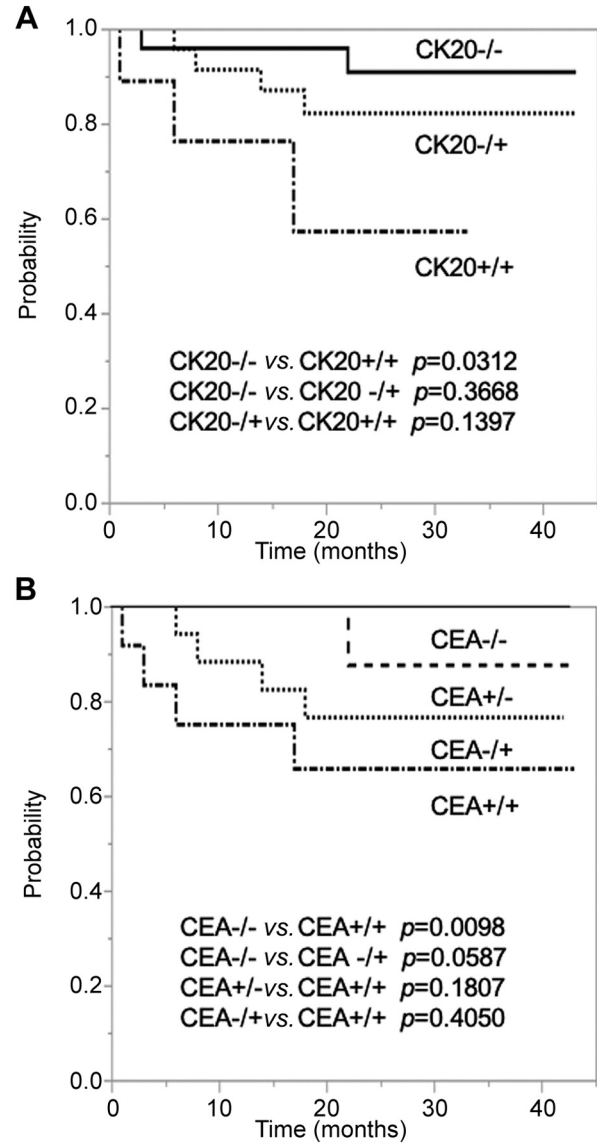 A
1.0
CK20-/-
0.8
CK20-/+
0.6
CK20+/+
Probability
0.4
CK20-/- vs. CK20+/+ p=0.0312
CK20-/- vs. CK20 -/+ p=0.3668
0.2
CK20-/+ vs. CK20+/+ p=0.1397
0.0
0 10 20 30 40
Time (months)
B
1.0
CEA-/-
CEA+/-
0.8
CEA-/+
CEA+/+
0.6
Probability
0.4
CEA-/- vs. CEA+/+ p=0.0098
CEA-/- vs. CEA -/+ p=0.0587
0.2
CEA+/- vs. CEA+/+ p=0.1807
CEA-/+ vs. CEA+/+ p=0.4050
0.0
0 10 20 30 40
Time (months)